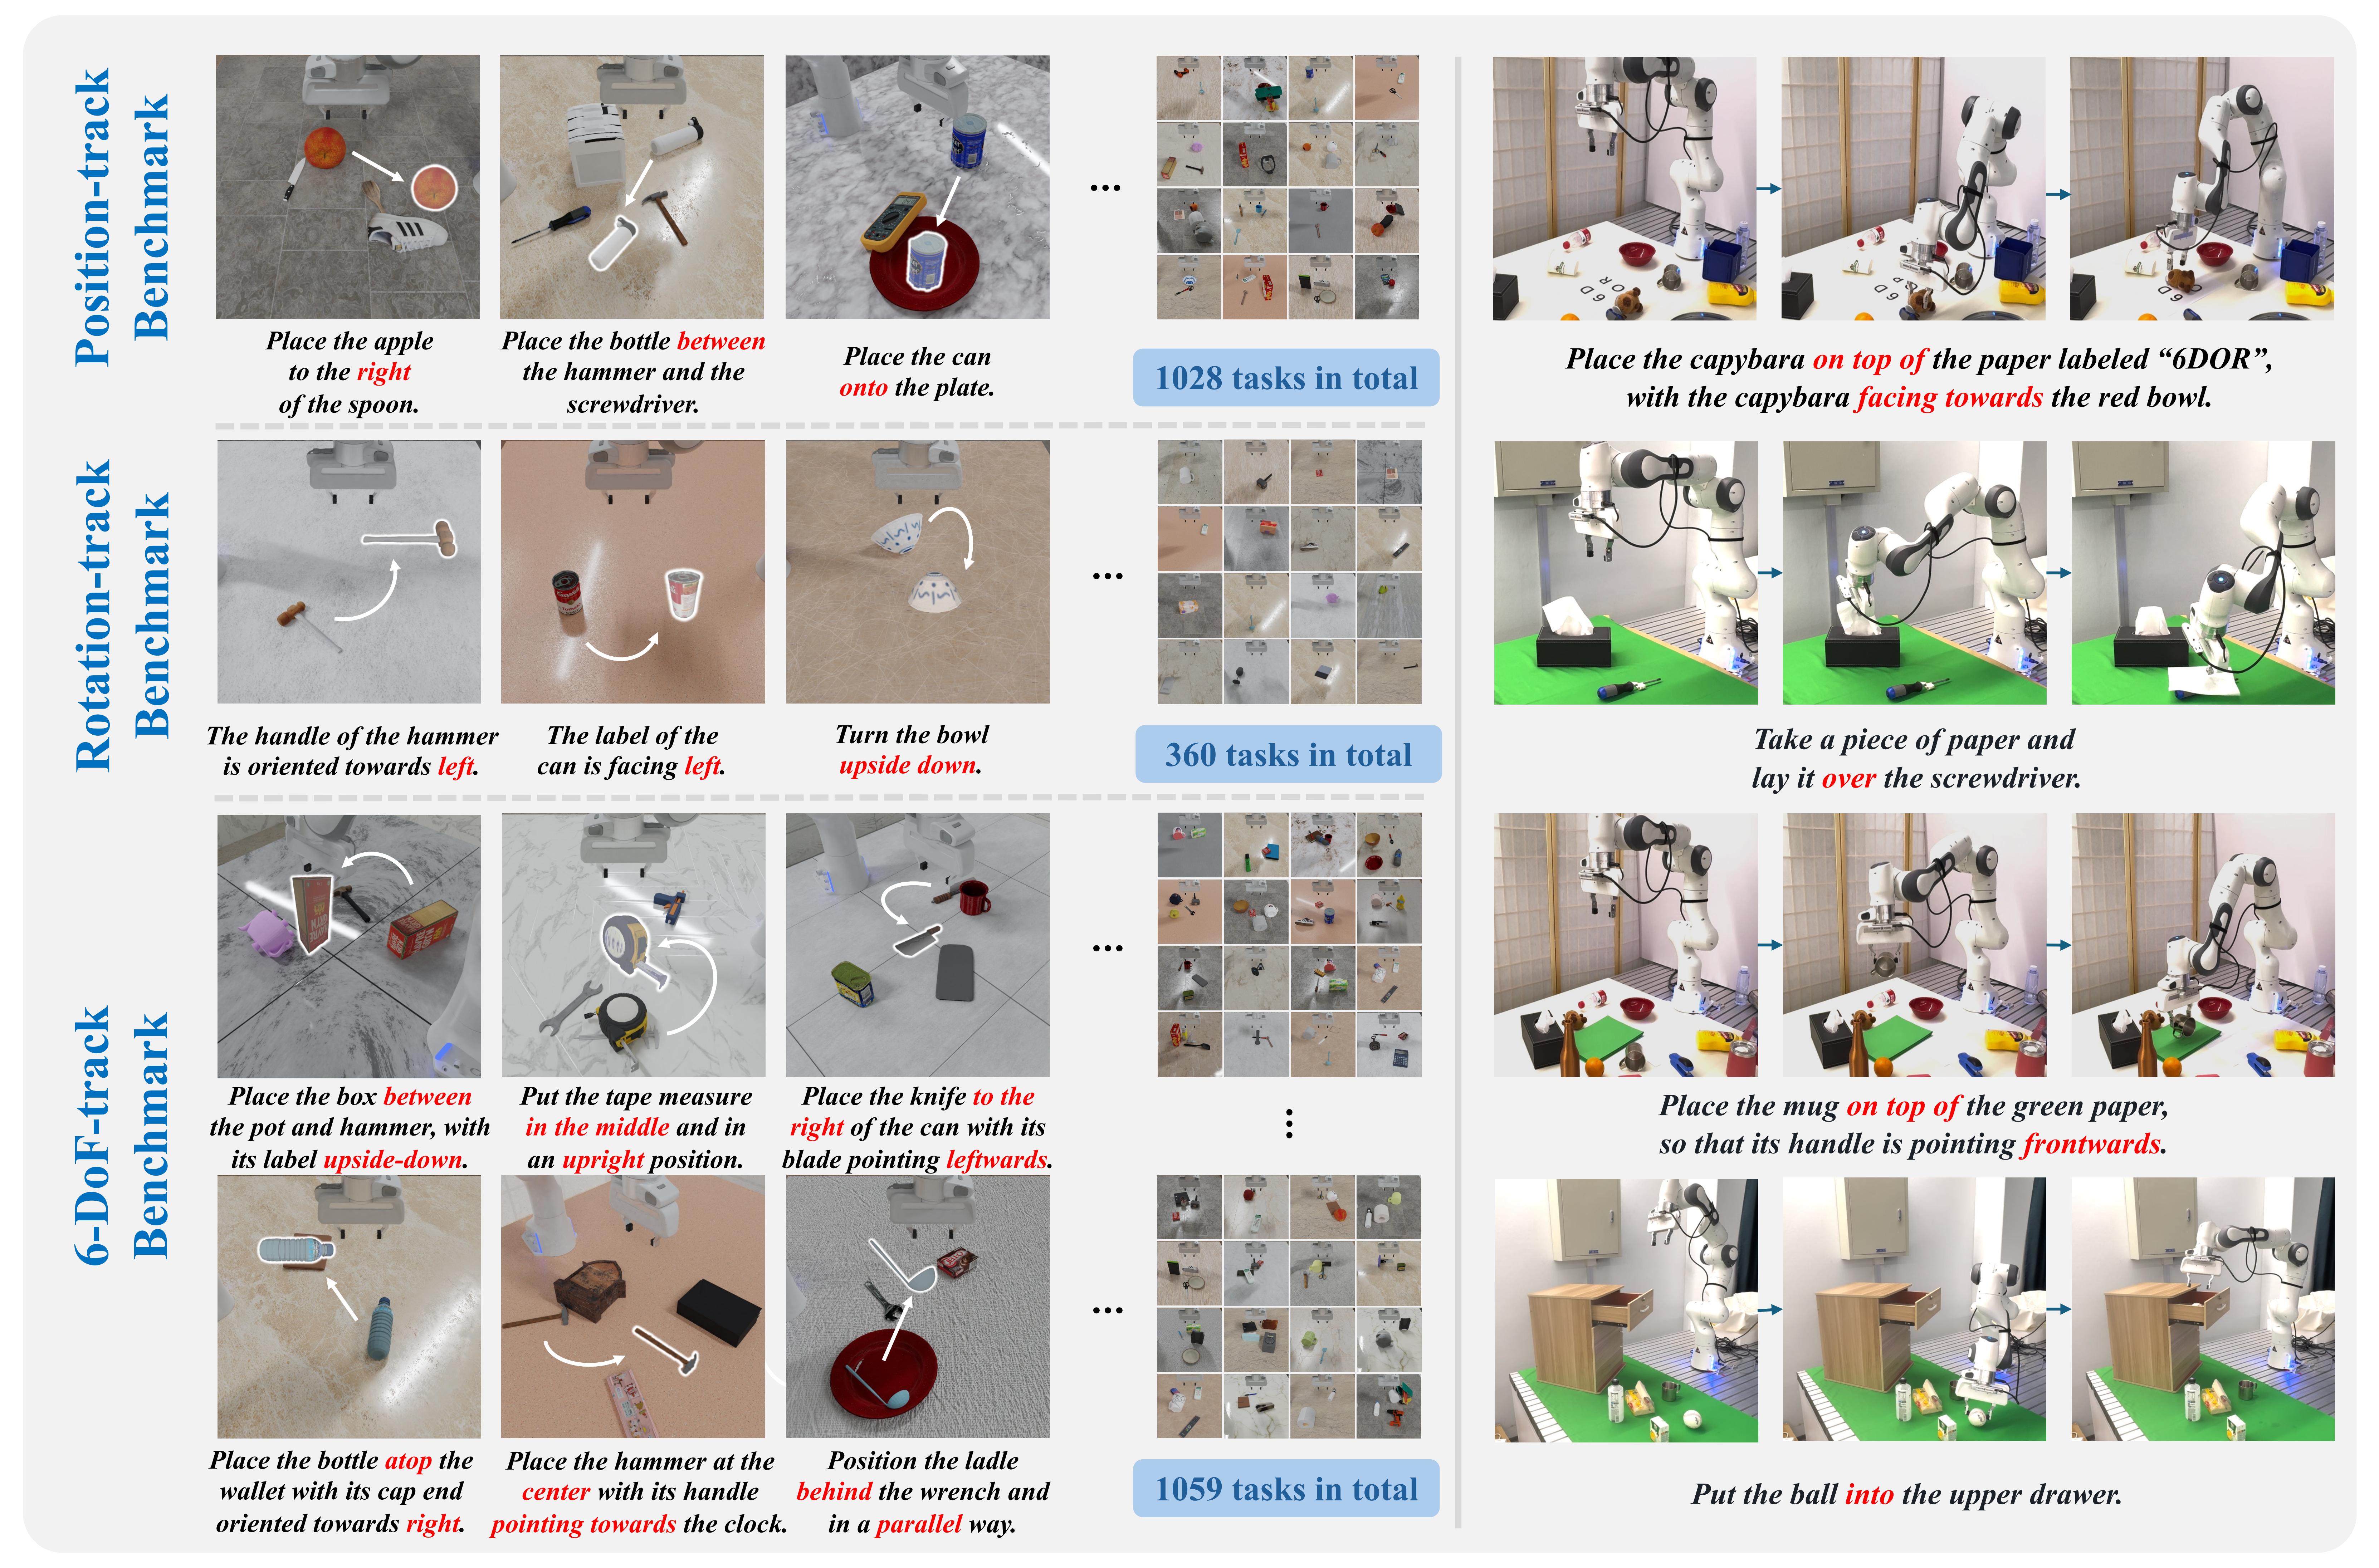 Position-track
Benchmark
Place the apple
to the right
of the spoon.
Place the bottle between
the hammer and the
screwdriver.
Place the can
onto the plate.
...
1028 tasks in total
Rotation-track
Benchmark
The handle of the hammer
is oriented towards left.
The label of the
can is facing left.
Turn the bowl
upside down.
...
360 tasks in total
6-DoF-track
Benchmark
Place the box between
the pot and hammer, with
its label upside-down.
Put the tape measure
in the middle and in
an upright position.
Place the knife to the
right of the can with its
blade pointing leftwards.
...
Place the bottle atop the
wallet with its cap end
oriented towards right.
Place the hammer at the
center with its handle
pointing towards the clock.
Position the ladle
behind the wrench and
in a parallel way.
...
1059 tasks in total
Place the capybara on top of the paper labeled “6DOR”,
with the capybara facing towards the red bowl.
Take a piece of paper and
lay it over the screwdriver.
Place the mug on top of the green paper,
so that its handle is pointing frontwards.
Put the ball into the upper drawer.